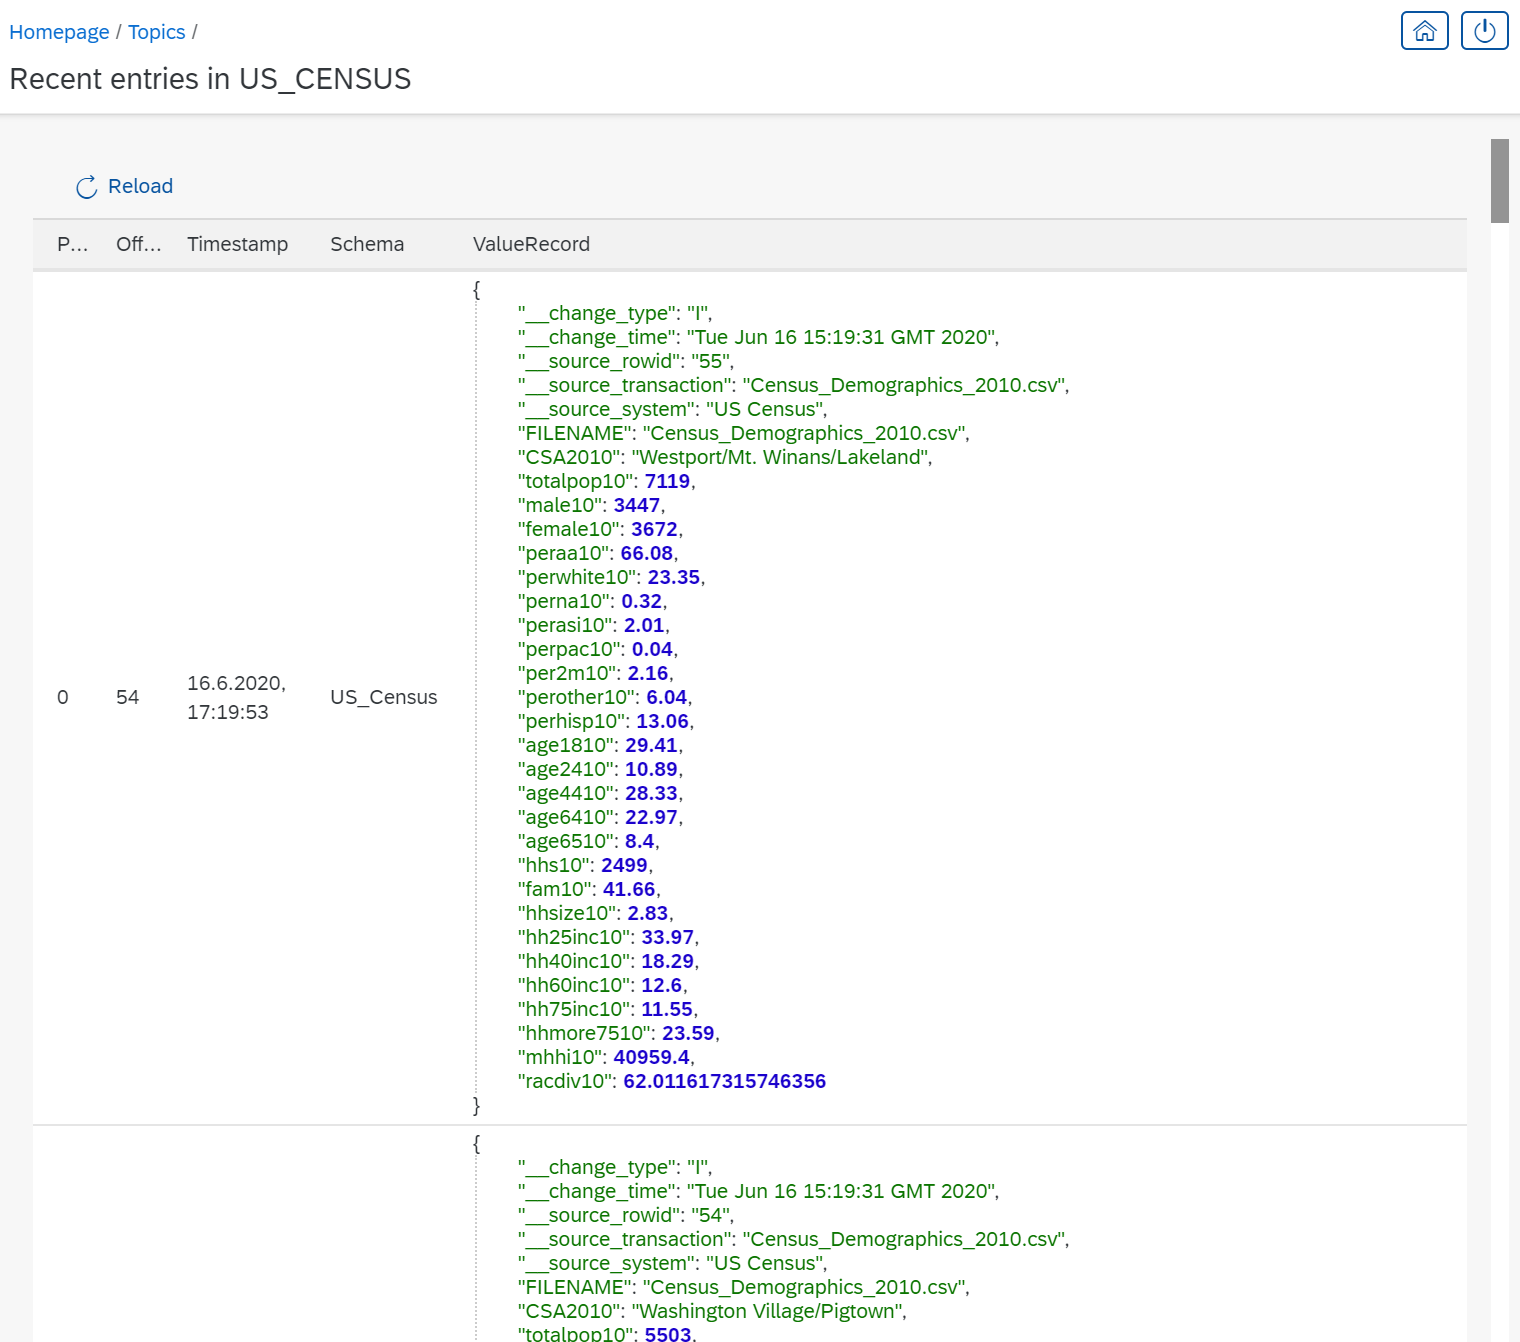 Homepage / Topics /
Recent entries in US_CENSUS
Reload
P... Off... Timestamp Schema ValueRecord
{
"__change_type": "I",
"__change_time": "Tue Jun 16 15:19:31 GMT 2020",
"__source_rowid": "55",
"__source_transaction": "Census_Demographics_2010.csv",
"__source_system": "US Census",
"FILENAME": "Census_Demographics_2010.csv",
"CSA2010": "Westport/Mt. Winans/Lakeland",
"totalpop10": 7119,
"male10": 3447,
"female10": 3672,
"peraa10": 66.08,
"perwhite10": 23.35,
"perna10": 0.32,
"perasi10": 2.01,
"perpac10": 0.04,
"per2m10": 2.16,
"perother10": 6.04,
"perhisp10": 13.06,
"age1810": 29.41,
"age2410": 10.89,
"age4410": 28.33,
"age6410": 22.97,
"age6510": 8.4,
"hhs10": 2499,
"fam10": 41.66,
"hhsize10": 2.83,
"hh25inc10": 33.97,
"hh40inc10": 18.29,
"hh60inc10": 12.6,
"hh75inc10": 11.55,
"hhmore7510": 23.59,
"mhhi10": 40959.4,
"racdiv10": 62.011617315746356
}
0 54 16.6.2020, US_Census
17:19:53
{
"__change_type": "I",
"__change_time": "Tue Jun 16 15:19:31 GMT 2020",
"__source_rowid": "54",
"__source_transaction": "Census_Demographics_2010.csv",
"__source_system": "US Census",
"FILENAME": "Census_Demographics_2010.csv",
"CSA2010": "Washington Village/Pigtown",
"totalpop10": 5503,